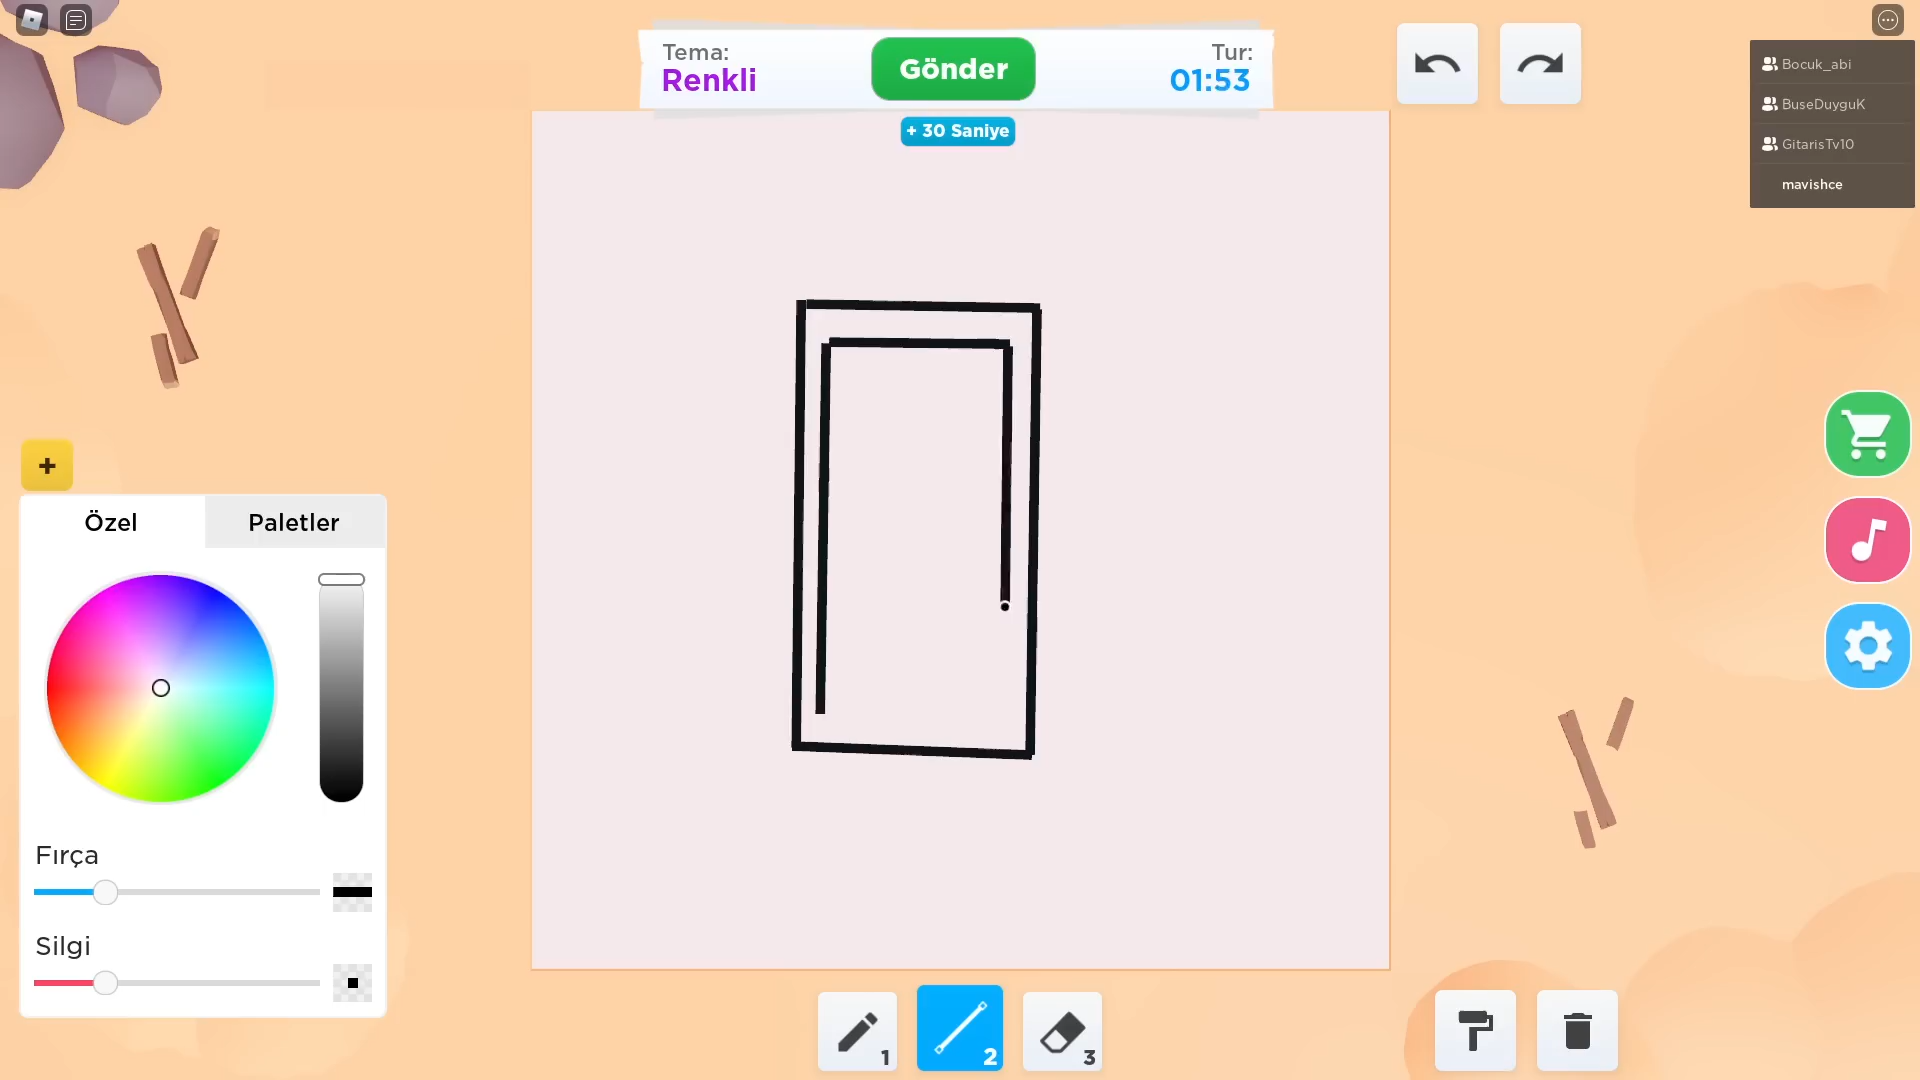 Tema:
Renkli
Gönder
Tur:
01:53
+ 30 Saniye
Bocuk_abi
BuseDuyguK
GitarisTv10
mavishce
+
Özel
Paletler
Fırça
Silgi
1
2
3